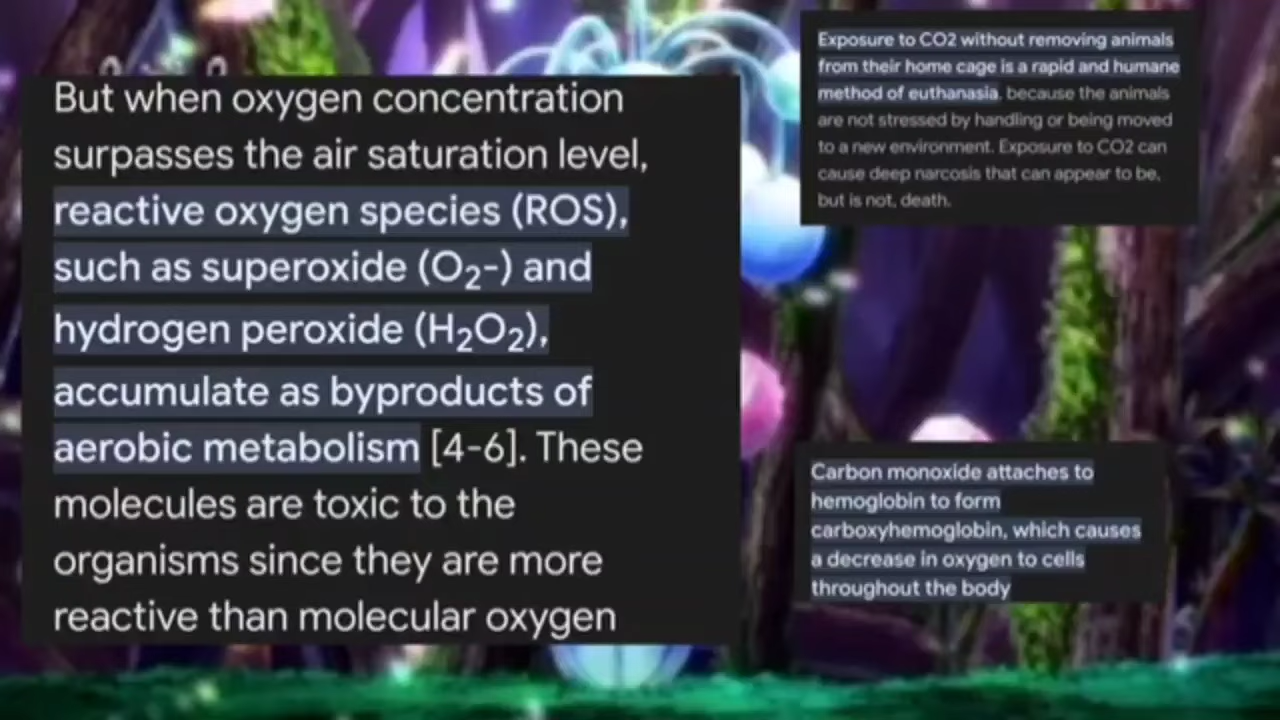 But when oxygen concentration
surpasses the air saturation level,
reactive oxygen species (ROS),
such as superoxide (O₂-) and
hydrogen peroxide (H₂O₂),
accumulate as byproducts of
aerobic metabolism [4-6]. These
molecules are toxic to the
organisms since they are more
reactive than molecular oxygen
Exposure to CO2 without removing animals
from their home cage is a rapid and humane
method of euthanasia, because the animals
are not stressed by handling or being moved
to a new environment. Exposure to CO2 can
cause deep narcosis that can appear to be,
but is not, death.
Carbon monoxide attaches to
hemoglobin to form
carboxyhemoglobin, which causes
a decrease in oxygen to cells
throughout the body